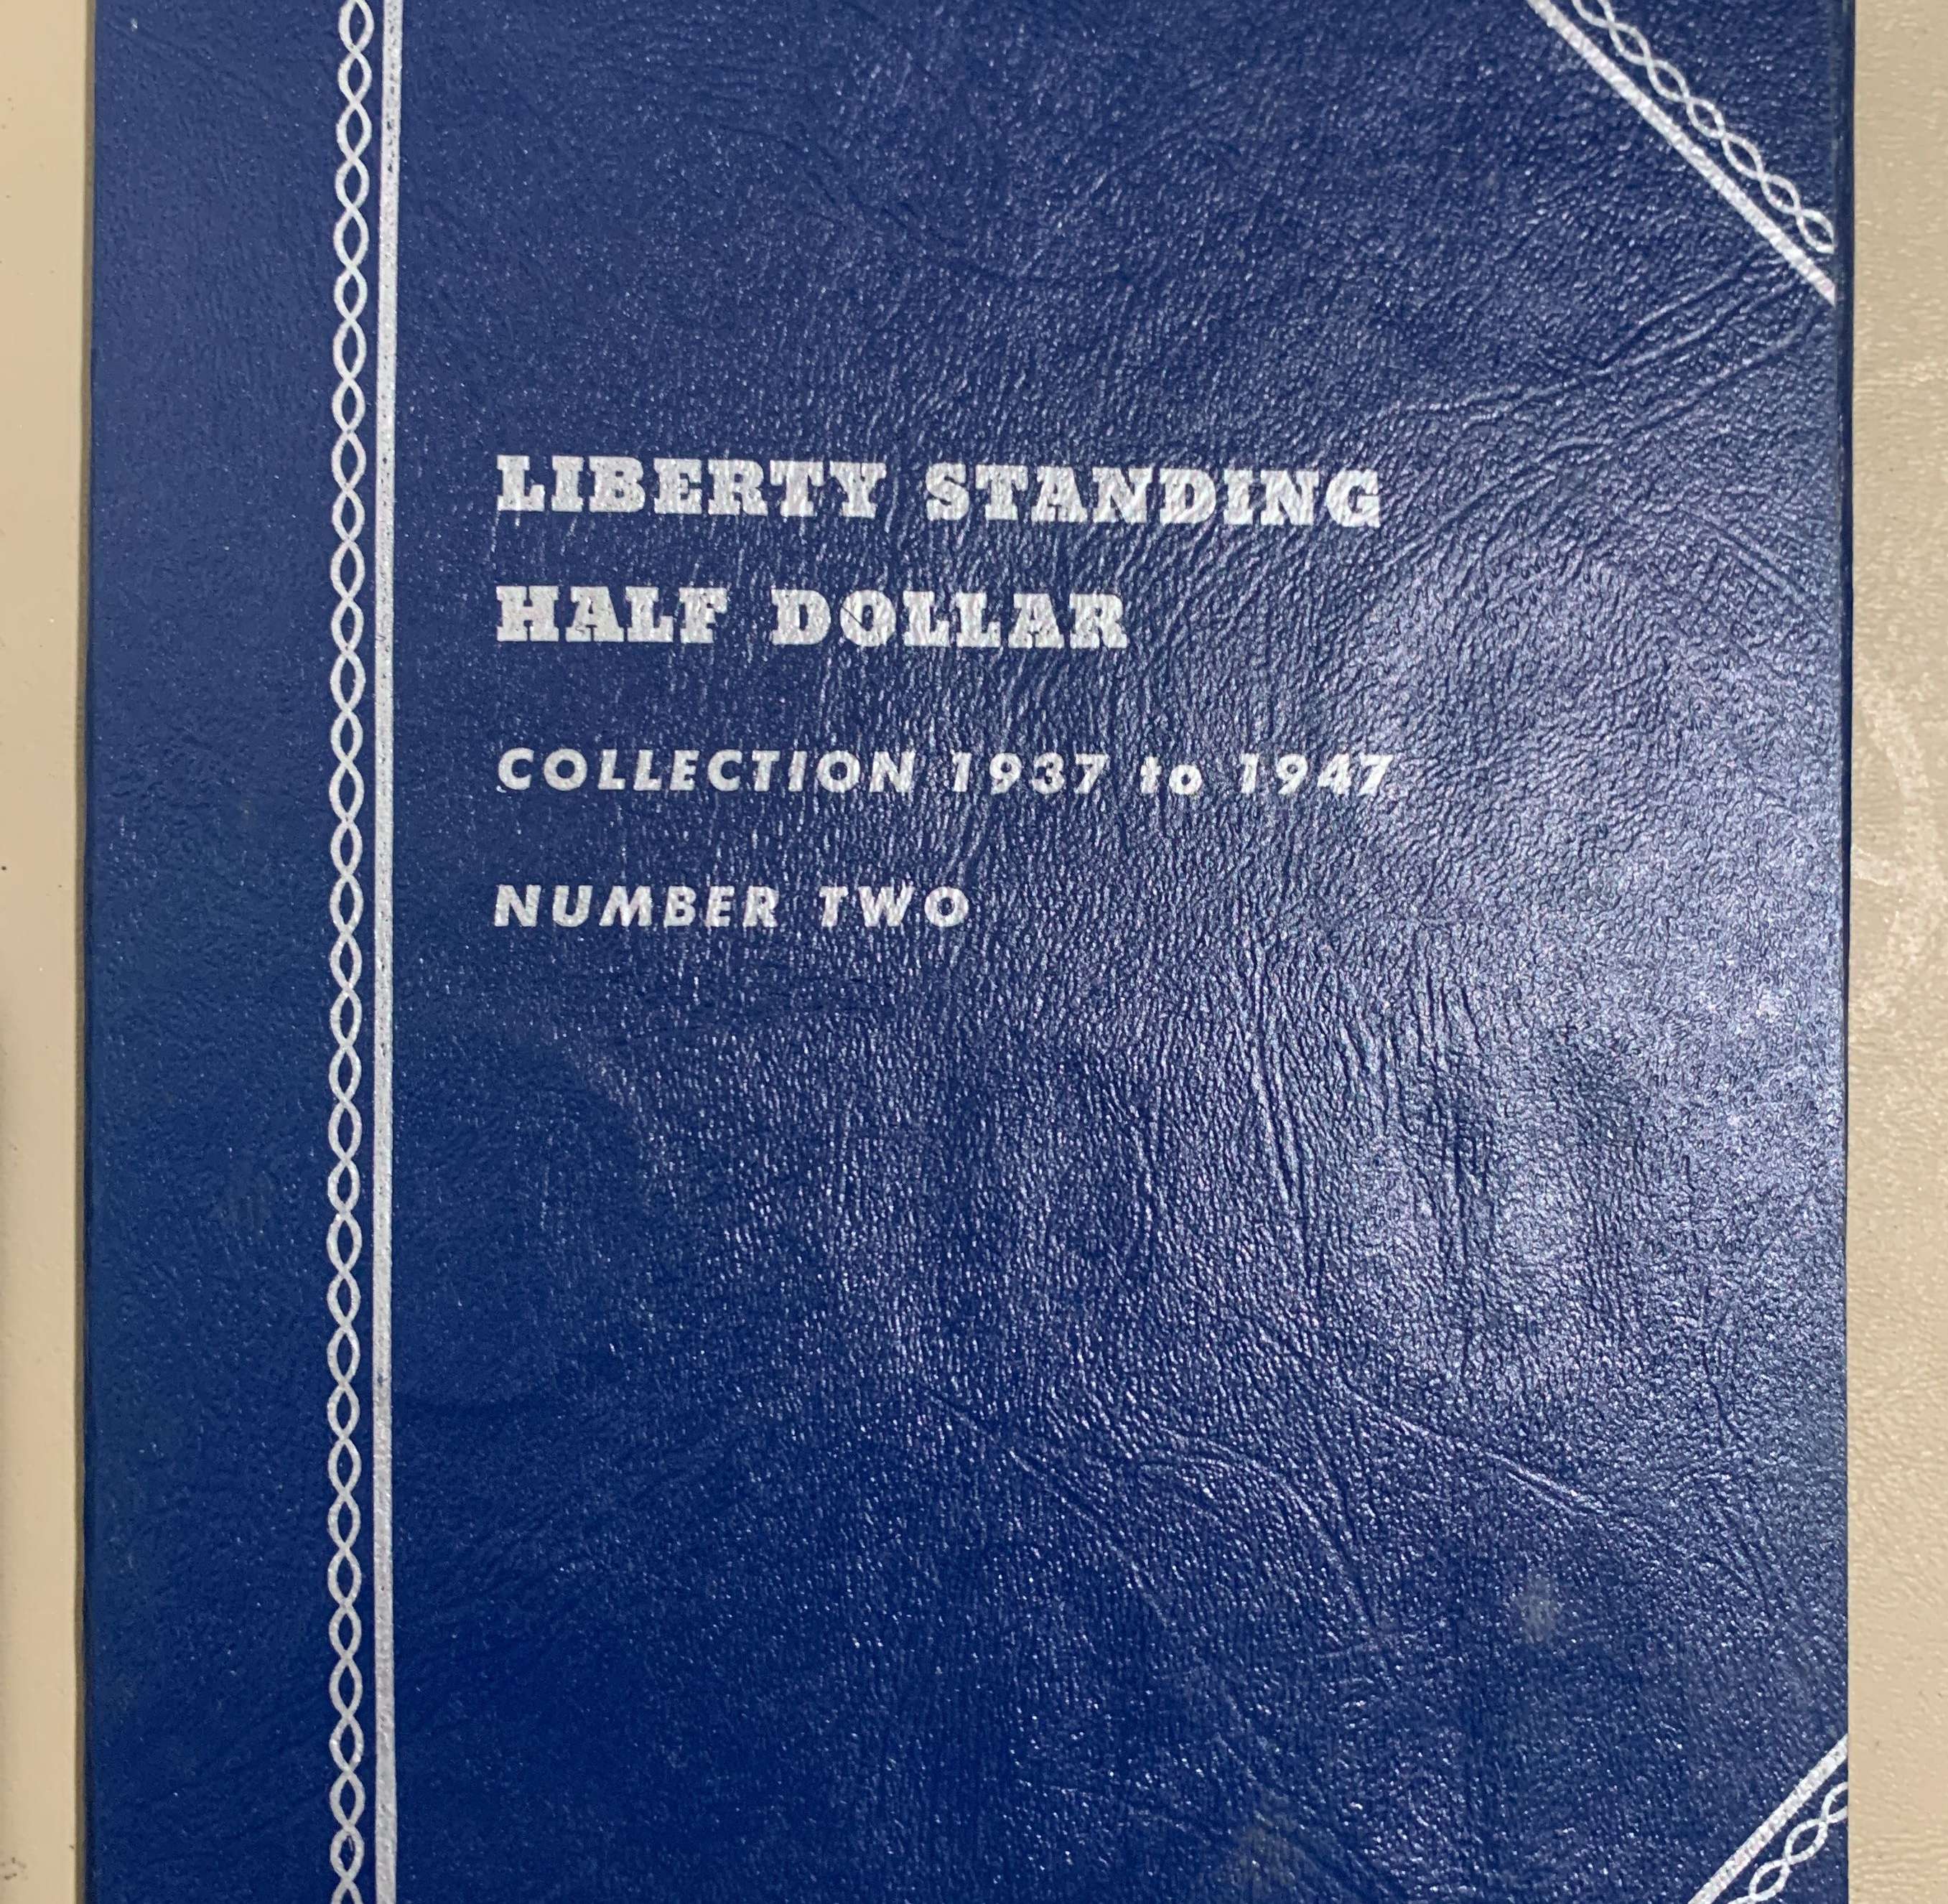 LIBERTY STANDING
HALF DOLLAR
COLLECTION 1937 to 1947
NUMBER TWO